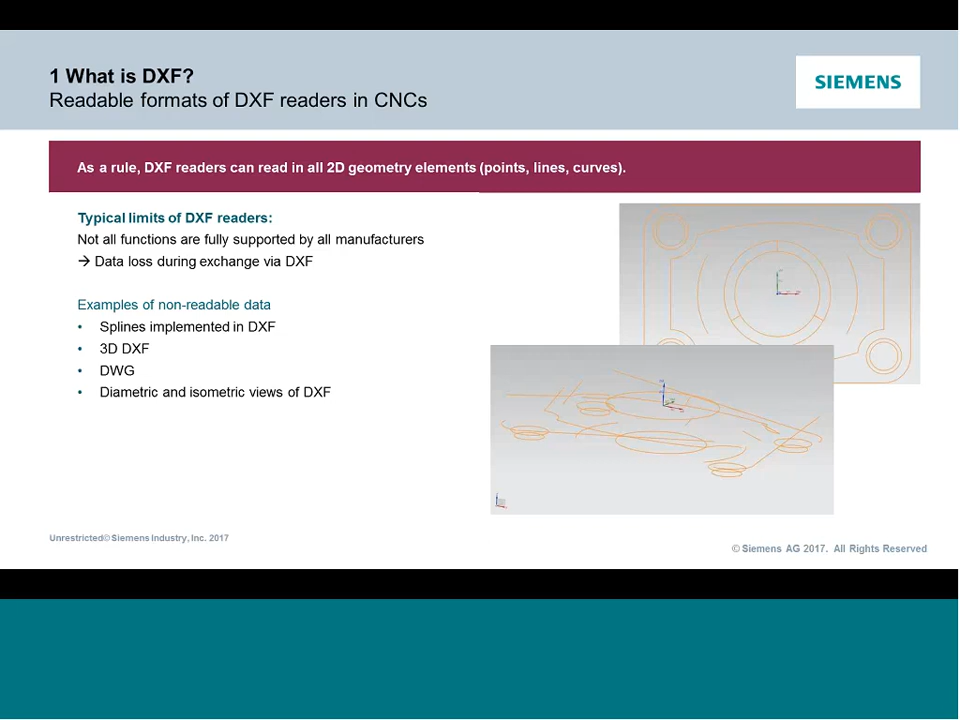 1 What is DXF?
Readable formats of DXF readers in CNCs
SIEMENS
As a rule, DXF readers can read in all 2D geometry elements (points, lines, curves).
Typical limits of DXF readers:
Not all functions are fully supported by all manufacturers
→ Data loss during exchange via DXF
Examples of non-readable data
• Splines implemented in DXF
• 3D DXF
• DWG
• Diametric and isometric views of DXF
Unrestricted© Siemens Industry, Inc. 2017
© Siemens AG 2017. All Rights Reserved